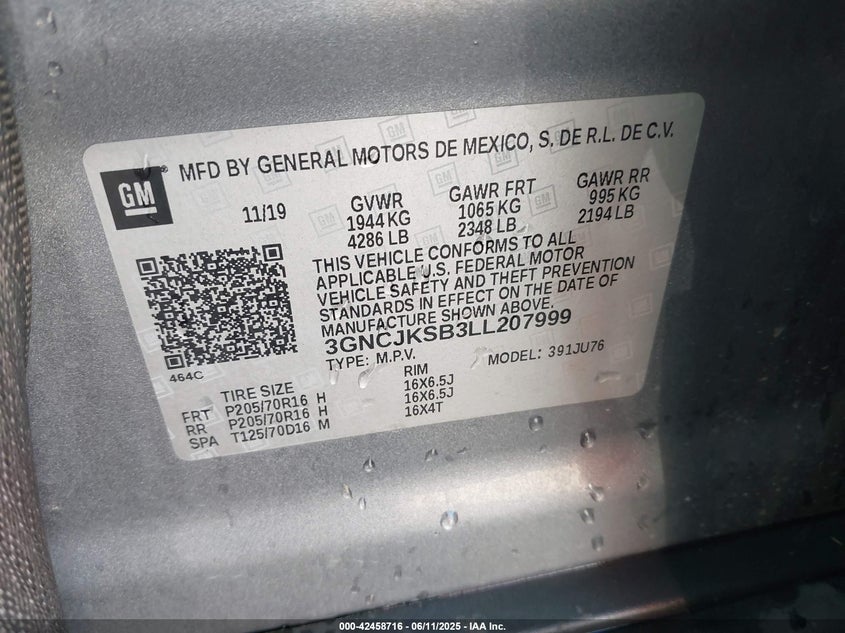 GM
MFD BY GENERAL MOTORS DE MEXICO, S. DE R.L. DE C.V.
11/19
GVWR
1944 KG
4286 LB
GAWR FRT
1065 KG
2348 LB
GAWR RR
995 KG
2194 LB
THIS VEHICLE CONFORMS TO ALL
APPLICABLE U.S. FEDERAL MOTOR
VEHICLE SAFETY AND THEFT PREVENTION
STANDARDS IN EFFECT ON THE DATE OF
MANUFACTURE SHOWN ABOVE.
3GNCJKSB3LL207999
TYPE: M.P.V.
MODEL: 391JU76
464C
TIRE SIZE
RIM
FRT P205/70R16 H 16X6.5J
RR P205/70R16 H 16X6.5J
SPA T125/70D16 M 16X4T
000-42458716 - 06/11/2025 - IAA Inc.